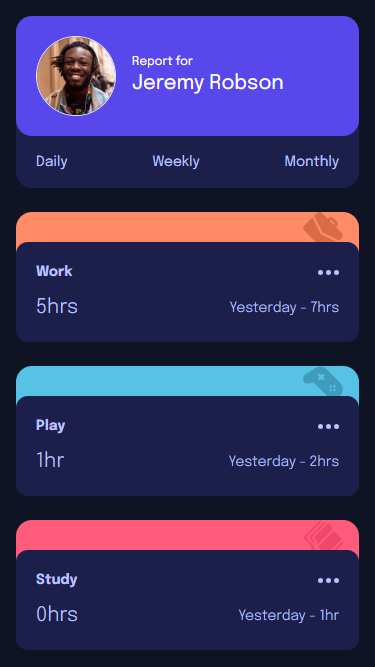 Report for
Jeremy Robson
Daily Weekly Monthly
Work
5hrs Yesterday - 7hrs
Play
1hr Yesterday - 2hrs
Study
0hrs Yesterday - 1hr